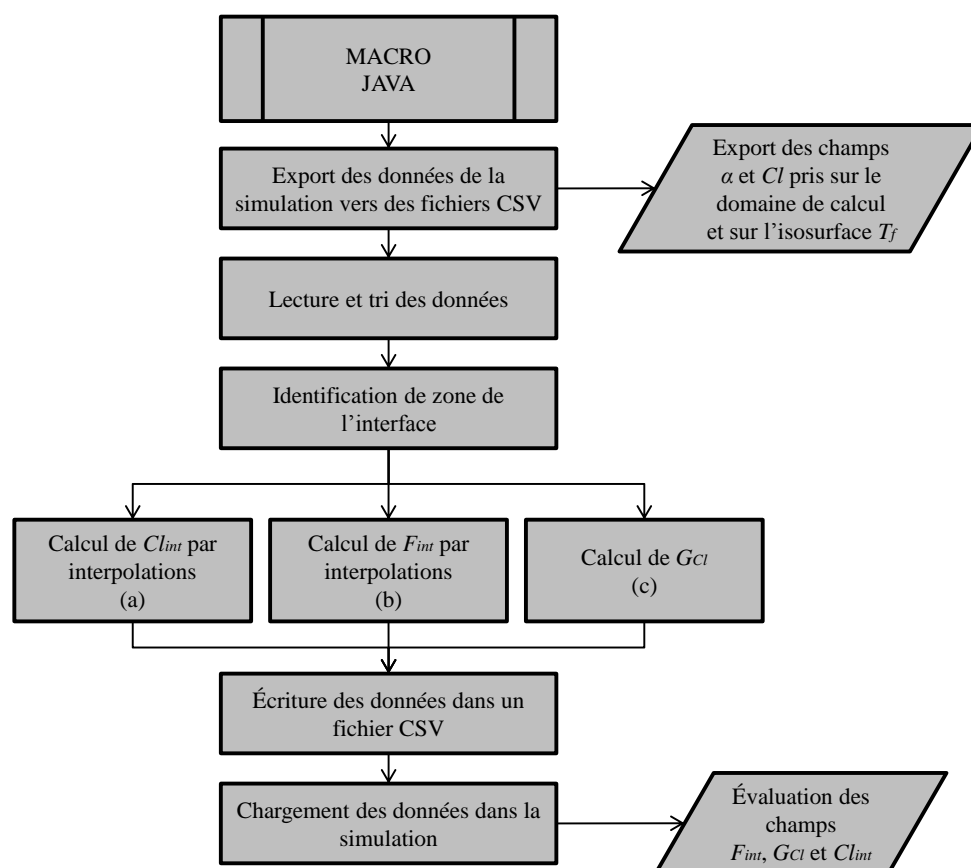 MACRO
JAVA
Export des données de la
simulation vers des fichiers CSV
Export des champs
α et Cl pris sur le
domaine de calcul
et sur l’isosurface Tf
Lecture et tri des données
Identification de zone de
l’interface
Calcul de Clint par
interpolations
(a)
Calcul de Fint par
interpolations
(b)
Calcul de GCl
(c)
Écriture des données dans un
fichier CSV
Chargement des données dans la
simulation
Évaluation des
champs
Fint, GCl et Clint